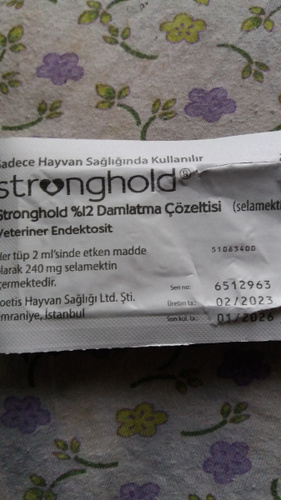 Sadece Hayvan Sağlığında Kullanılır
stronghold®
Stronghold %12 Damlatma Çözeltisi (selamekti
Veteriner Endektosit
Her tüp 2 ml'sinde etken madde
olarak 240 mg selamektin
içermektedir.
51063400
Zoetis Hayvan Sağlığı Ltd. Şti.
Ümraniye, İstanbul
Seri no: 6512963
Üretim ta.: 02/2023
Son kul. ta.: 01/2026